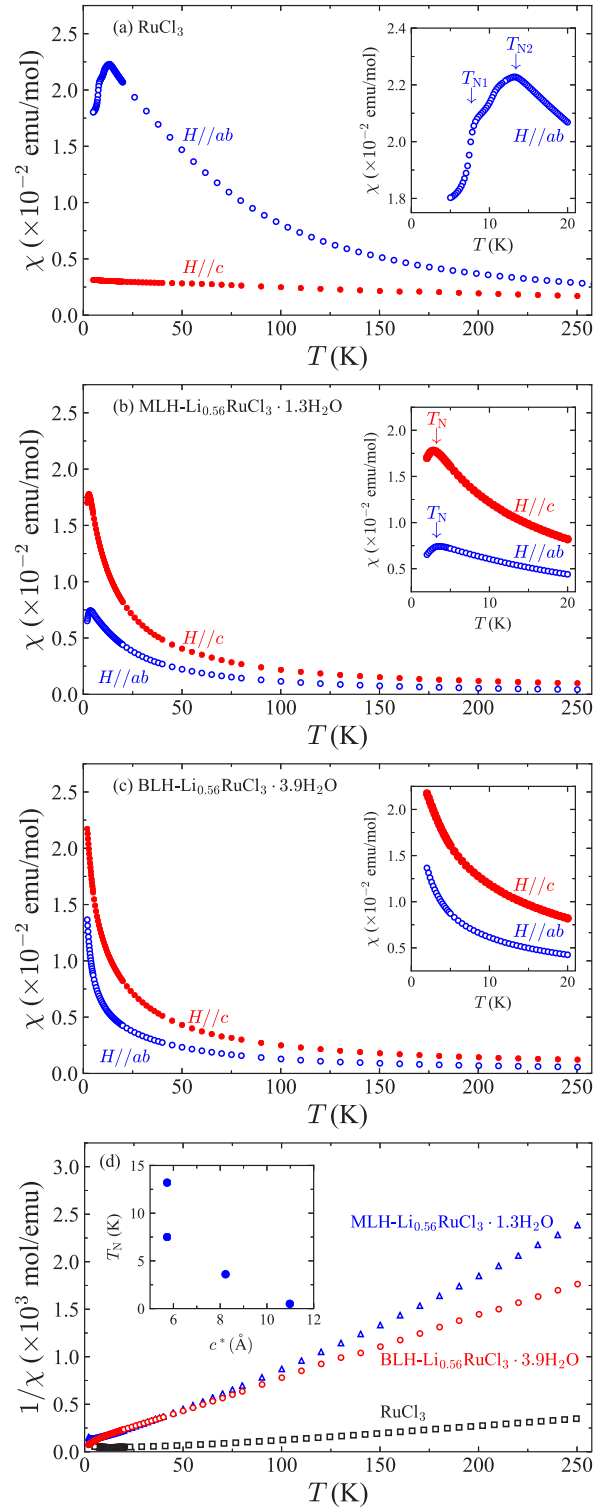 (a) RuCl₃
χ (×10⁻² emu/mol)
2.5
2.0
1.5
1.0
0.5
0.0
H//ab
H//c
50
100
150
200
250
T (K)
χ (×10⁻² emu/mol)
2.4
2.2
2.0
1.8
T_N1
T_N2
H//ab
0
10
20
T (K)
(b) MLH-Li₀.₅₆RuCl₃ · 1.3H₂O
χ (×10⁻² emu/mol)
2.5
2.0
1.5
1.0
0.5
0.0
H//c
H//ab
0
50
100
150
200
250
T (K)
χ (×10⁻² emu/mol)
2.0
1.5
1.0
0.5
T_N
T_N
H//c
H//ab
0
10
20
T (K)
(c) BLH-Li₀.₅₆RuCl₃ · 3.9H₂O
χ (×10⁻² emu/mol)
2.5
2.0
1.5
1.0
0.5
0.0
H//c
H//ab
0
50
100
150
200
250
T (K)
χ (×10⁻² emu/mol)
2.0
1.5
1.0
0.5
H//c
H//ab
0
10
20
T (K)
(d)
1/χ (×10³ mol/emu)
3.0
2.5
2.0
1.5
1.0
0.5
0.0
T_N (K)
15
10
5
0
6
8
10
12
c* (Å)
MLH-Li₀.₅₆RuCl₃ · 1.3H₂O
BLH-Li₀.₅₆RuCl₃ · 3.9H₂O
RuCl₃
0
50
100
150
200
250
T (K)